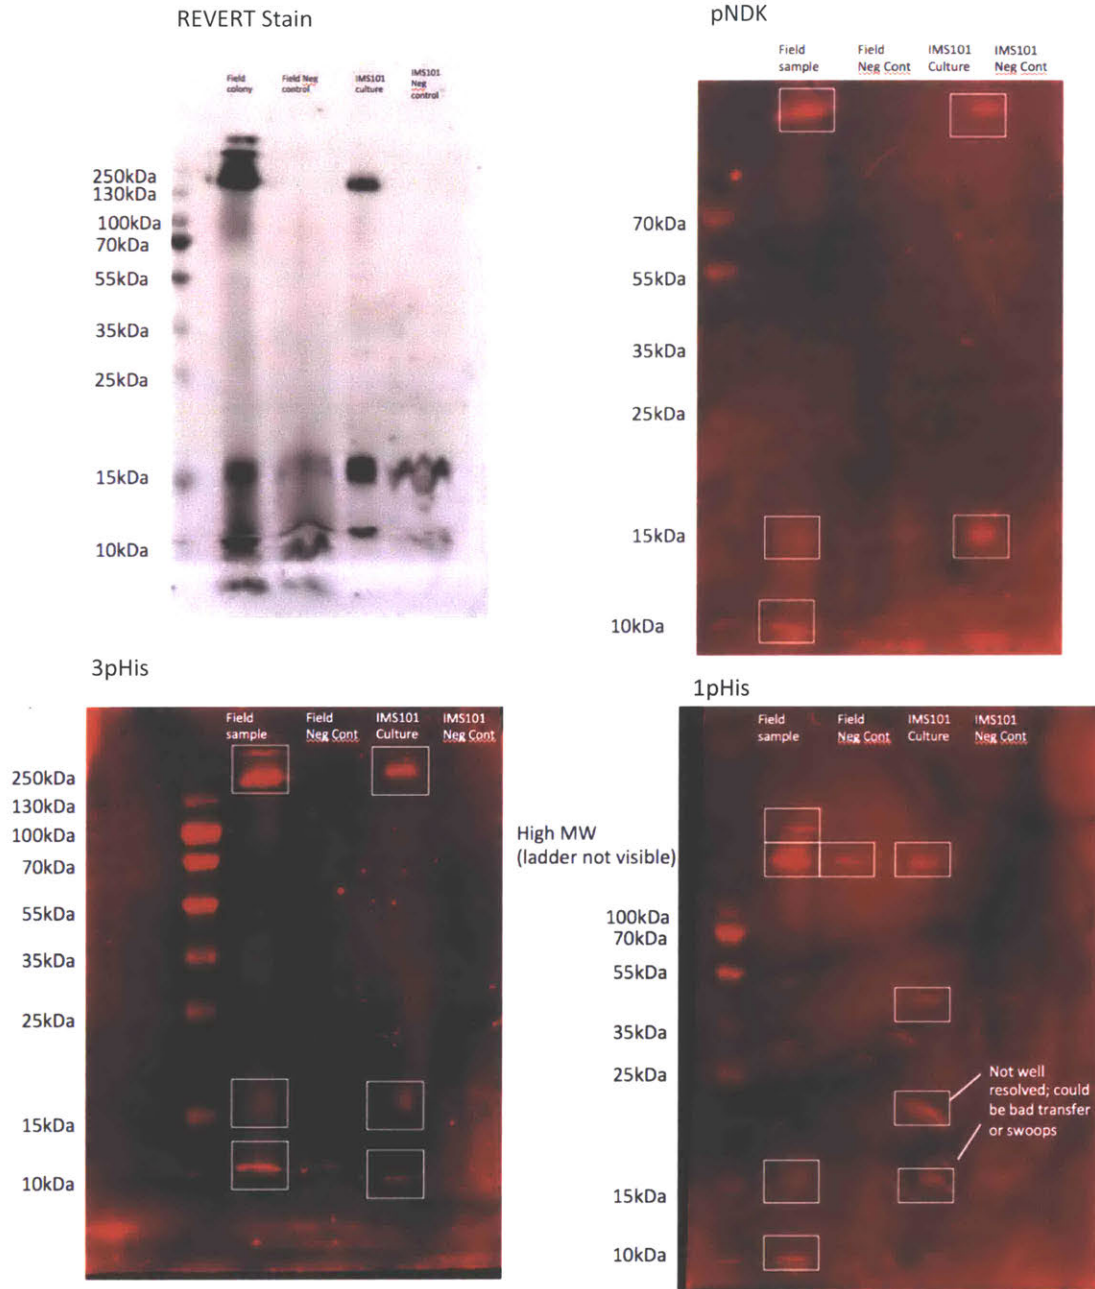 REVERT Stain
Field
colony
Field Neg
control
IMS101
culture
IMS101
Neg
control
250kDa
130kDa
100kDa
70kDa
55kDa
35kDa
25kDa
15kDa
10kDa
pNDK
Field
sample
Field
Neg Cont
IMS101
Culture
IMS101
Neg Cont
70kDa
55kDa
35kDa
25kDa
15kDa
10kDa
3pHis
Field
sample
Field
Neg Cont
IMS101
Culture
IMS101
Neg Cont
250kDa
130kDa
100kDa
70kDa
55kDa
35kDa
25kDa
15kDa
10kDa
1pHis
Field
sample
Field
Neg Cont
IMS101
Culture
IMS101
Neg Cont
High MW
(ladder not visible)
100kDa
70kDa
55kDa
35kDa
25kDa
15kDa
10kDa
Not well
resolved; could
be bad transfer
or swoops